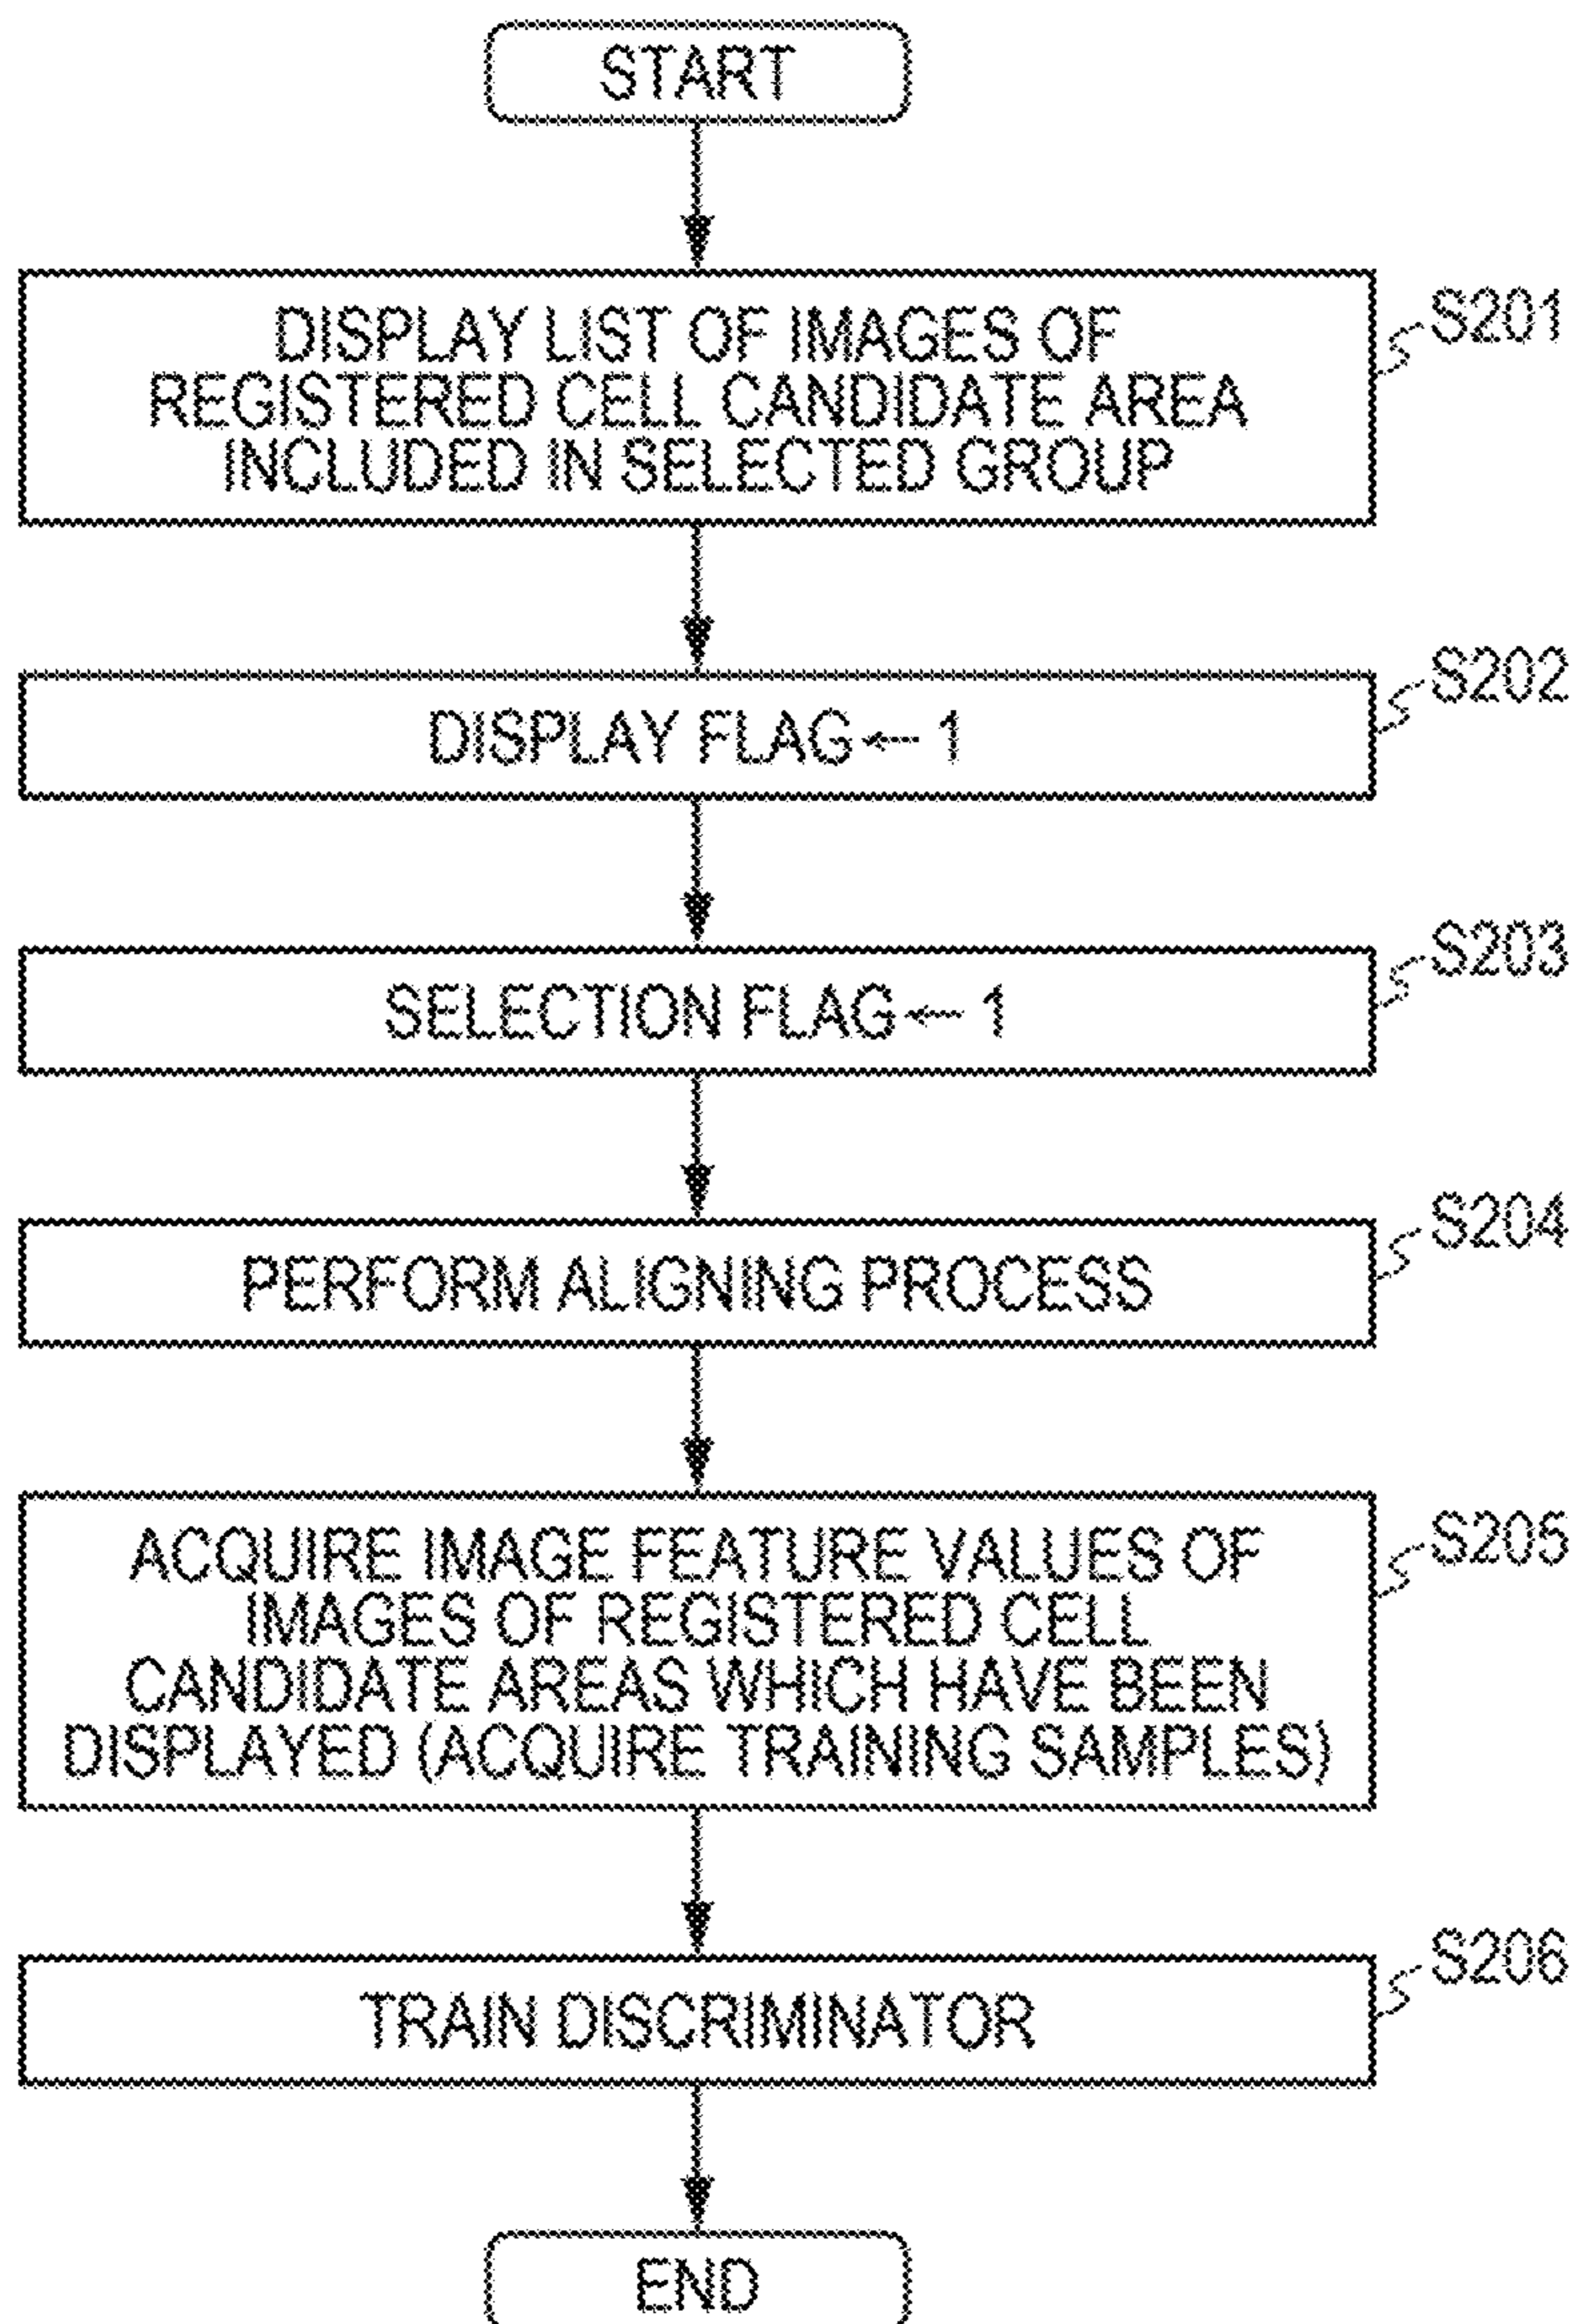 START
DISPLAY LIST OF IMAGES OF
REGISTERED CELL CANDIDATE AREA
INCLUDED IN SELECTED GROUP
S201
DISPLAY FLAG ← 1
S202
SELECTION FLAG ← 1
S203
PERFORM ALIGNING PROCESS
S204
ACQUIRE IMAGE FEATURE VALUES OF
IMAGES OF REGISTERED CELL
CANDIDATE AREAS WHICH HAVE BEEN
DISPLAYED (ACQUIRE TRAINING SAMPLES)
S205
TRAIN DISCRIMINATOR
S206
END